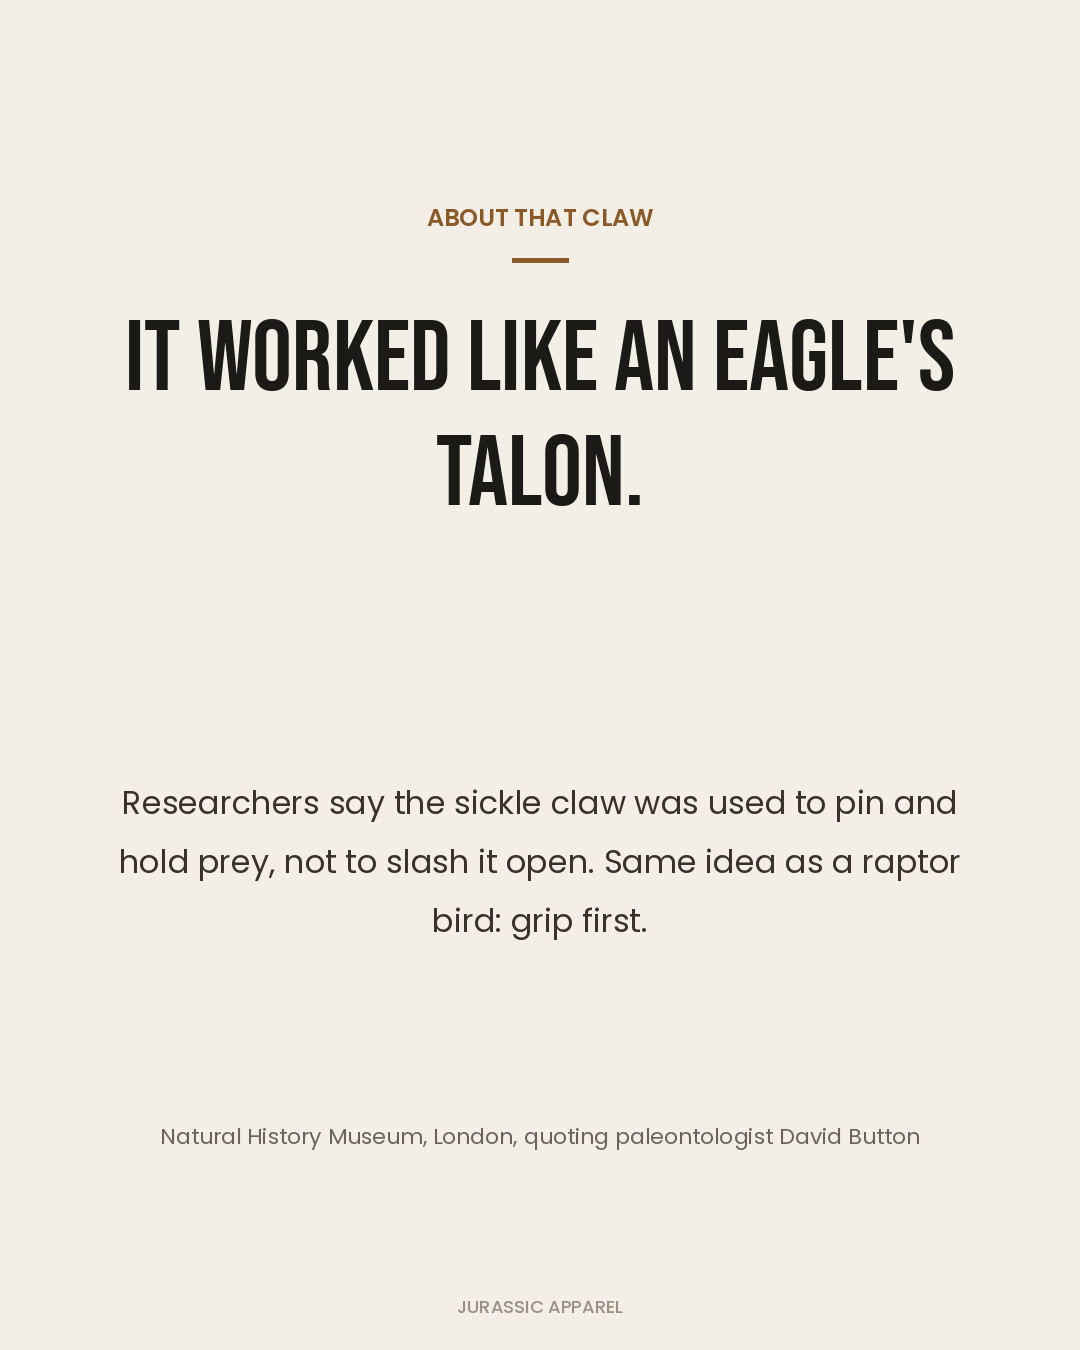 ABOUT THAT CLAW
IT WORKED LIKE AN EAGLE'S
TALON.
Researchers say the sickle claw was used to pin and
hold prey, not to slash it open. Same idea as a raptor
bird: grip first.
Natural History Museum, London, quoting paleontologist David Button
JURASSIC APPAREL